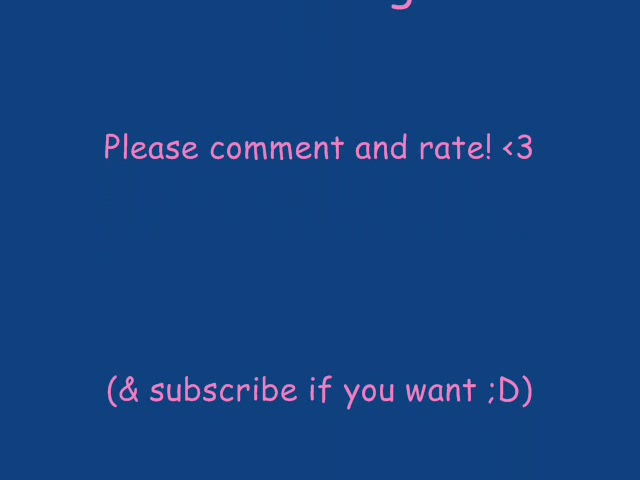 Please comment and rate! <3
(& subscribe if you want ;D)